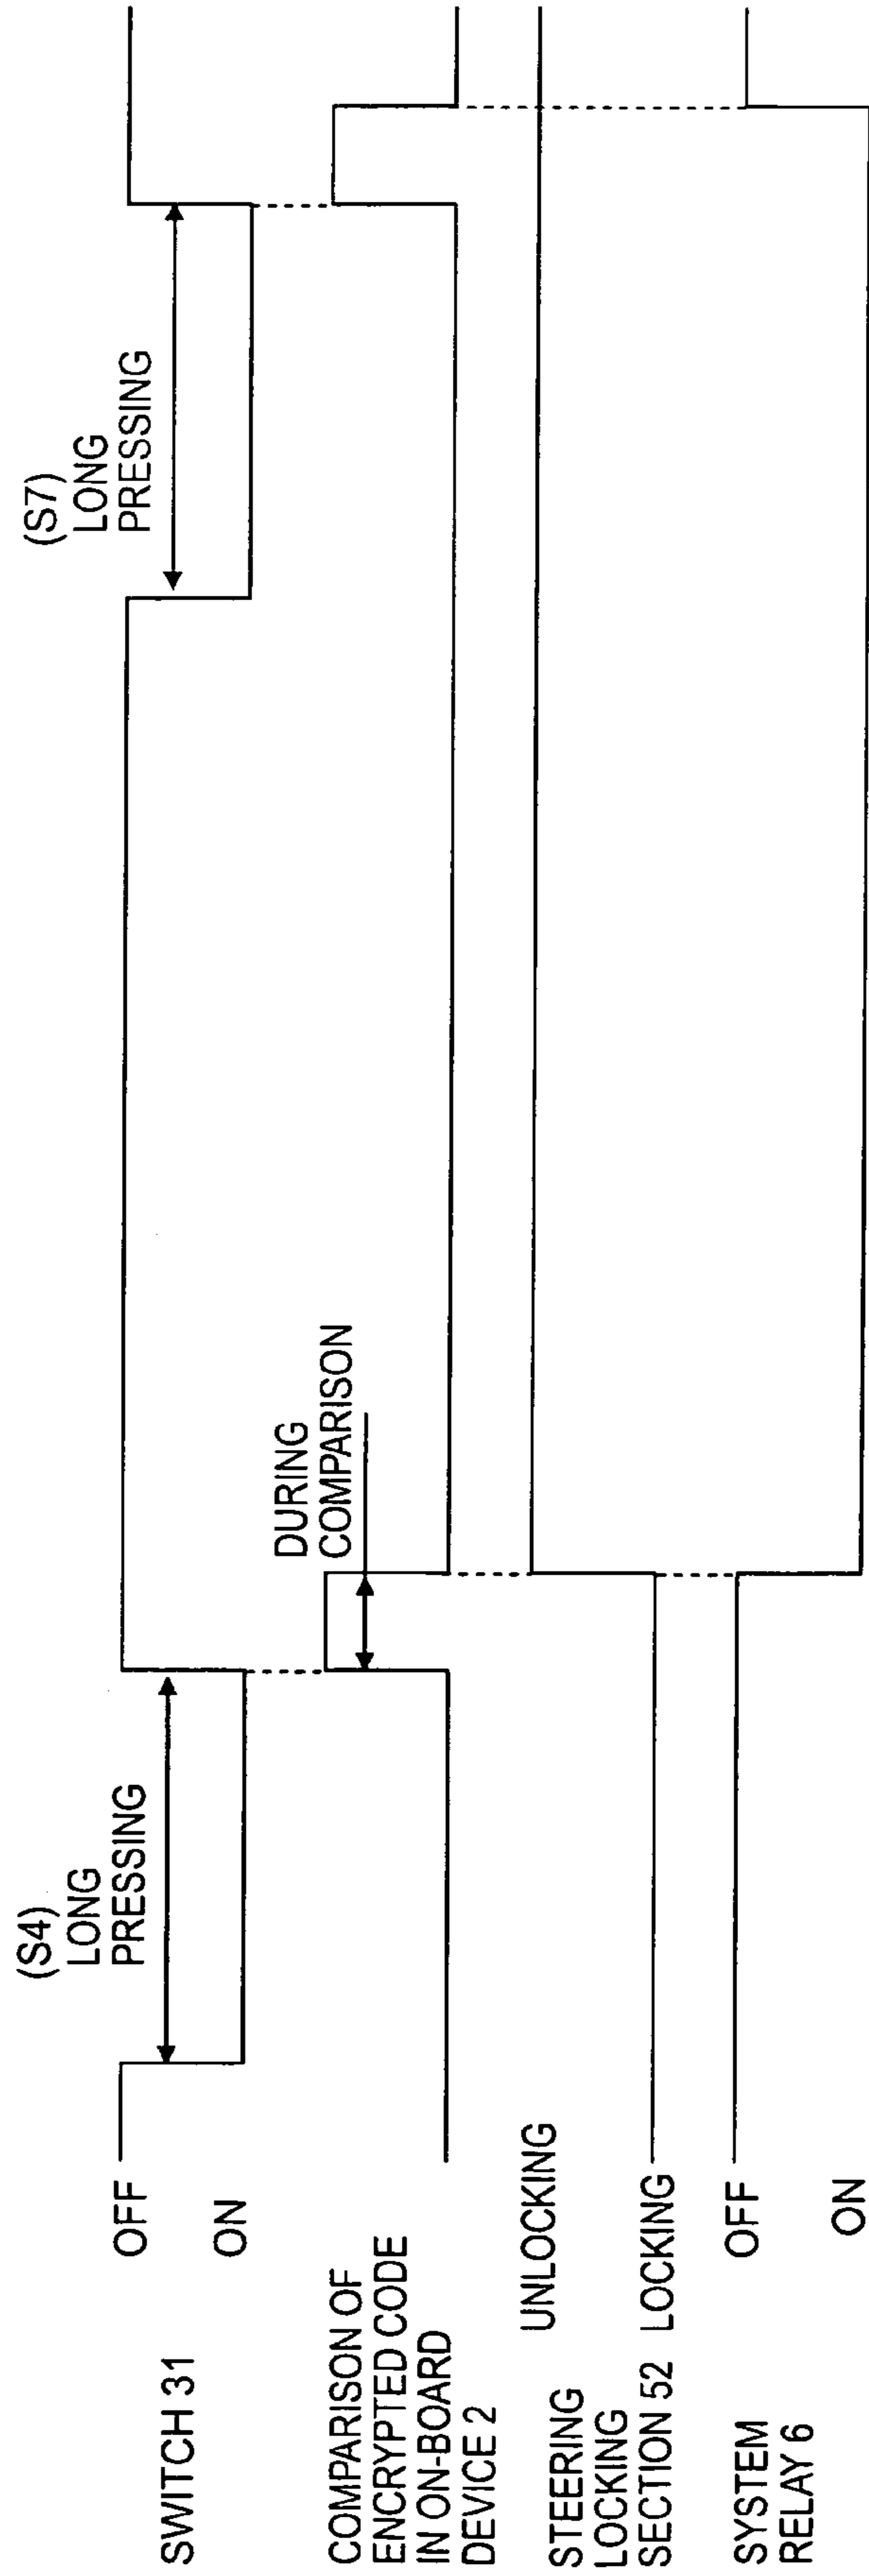 (S4)
LONG
PRESSING
(S7)
LONG
PRESSING
SWITCH 31
OFF
ON
DURING
COMPARISON
COMPARISON OF
ENCRYPTED CODE
IN ON-BOARD
DEVICE 2
UNLOCKING
STEERING
LOCKING
SECTION 52 LOCKING
SYSTEM
RELAY 6
OFF
ON